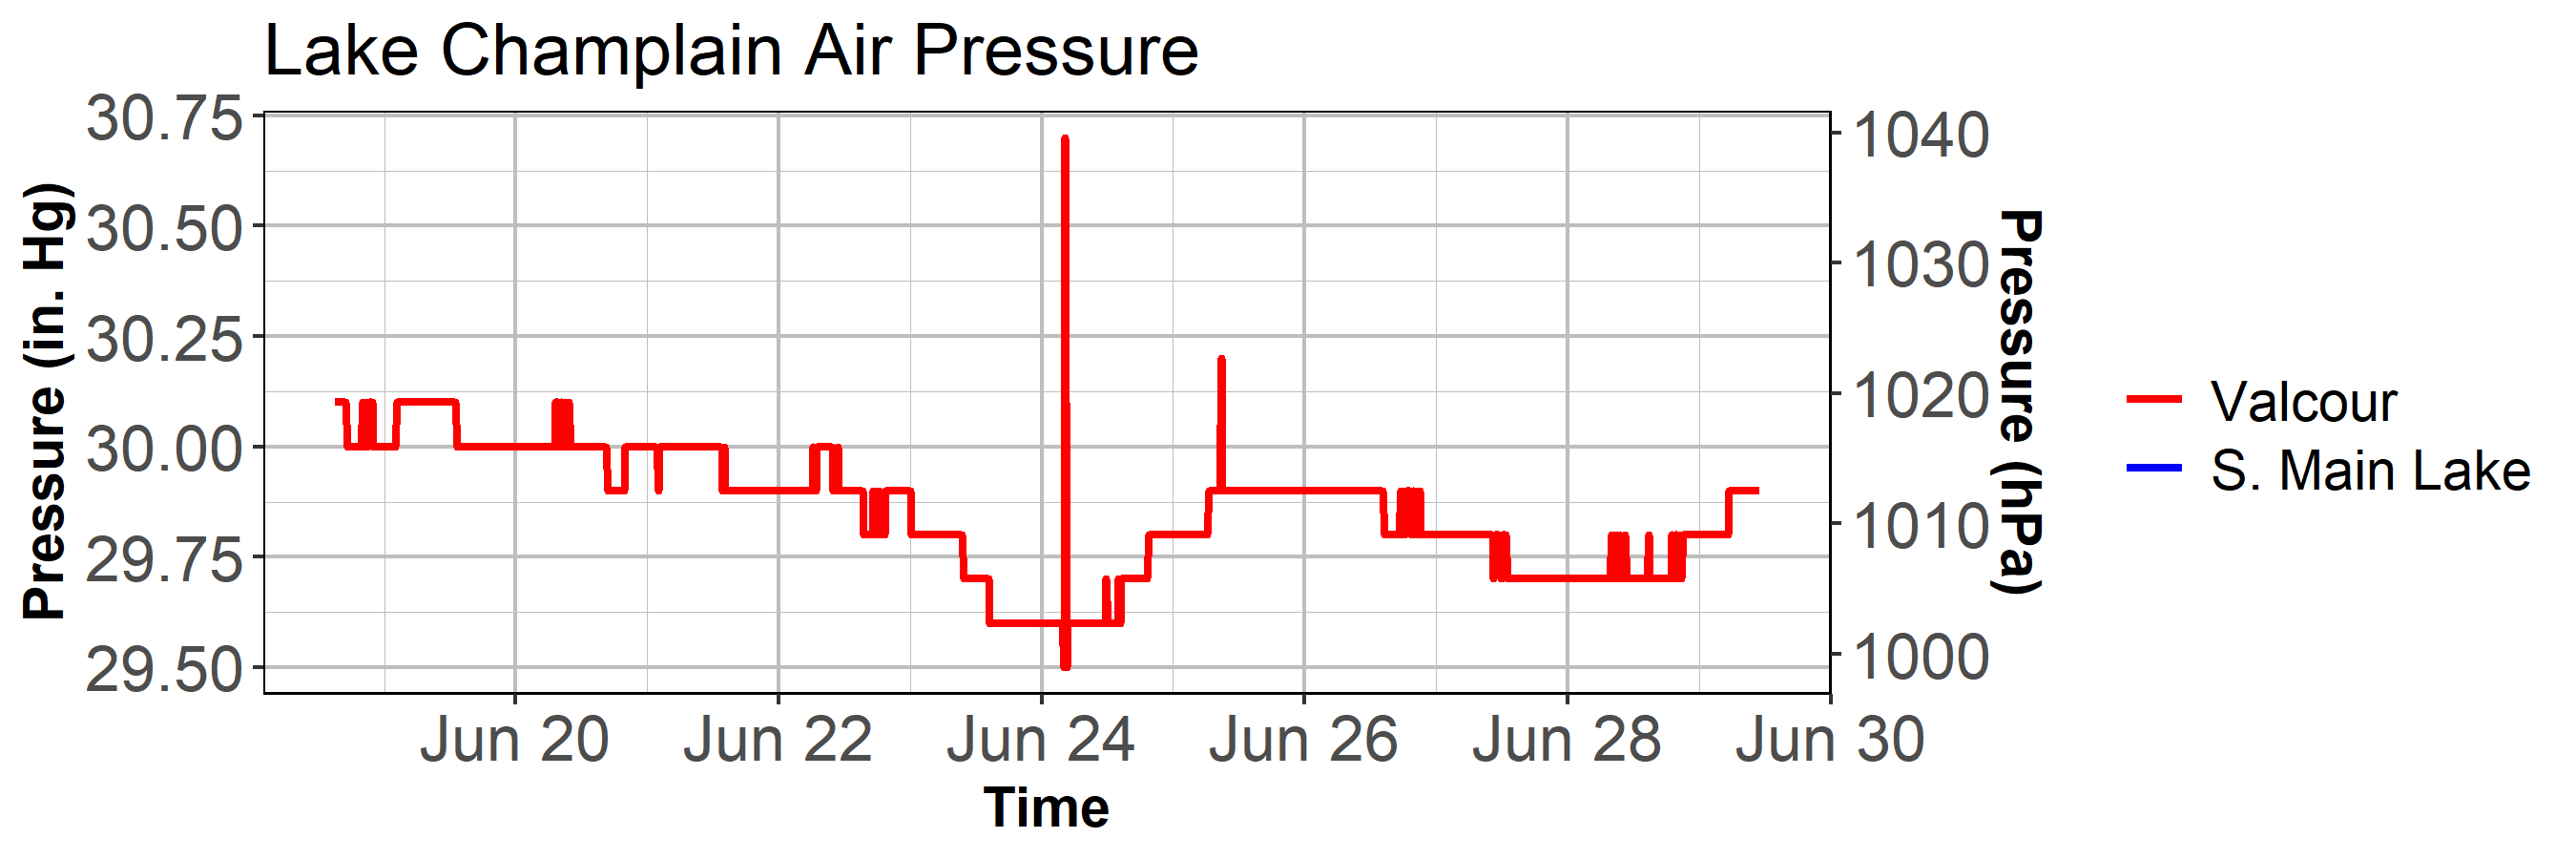 Lake Champlain Air Pressure
Pressure (in. Hg)
30.75
30.50
30.25
30.00
29.75
29.50
1040
1030
1020
1010
1000
Pressure (hPa)
Jun 20 Jun 22 Jun 24 Jun 26 Jun 28 Jun 30
Time
Valcour
S. Main Lake